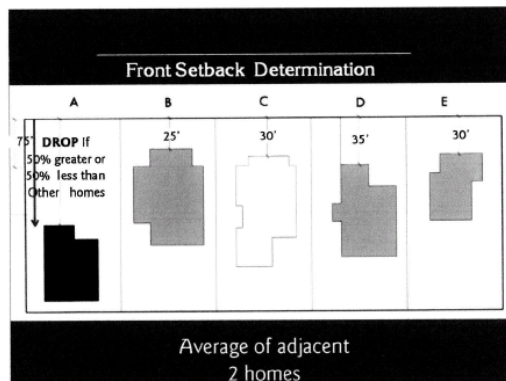 Front Setback Determination
A B C D E
75' DROP If
50% greater or
50% less than
Other homes
25'
30'
35'
30'
Average of adjacent
2 homes